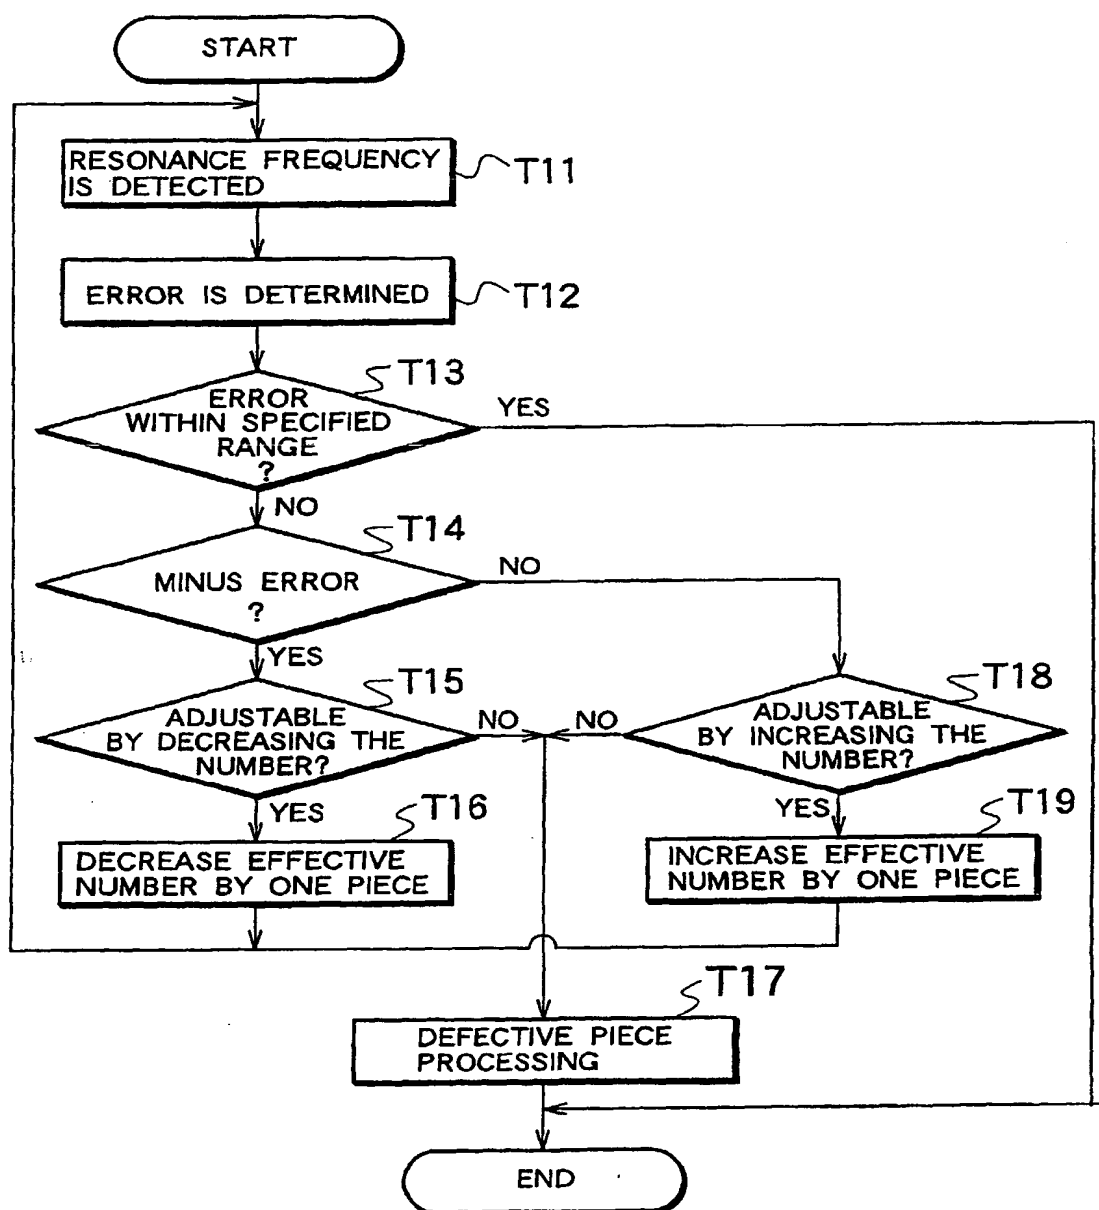 START
RESONANCE FREQUENCY
IS DETECTED
T11
ERROR IS DETERMINED
T12
T13
ERROR
WITHIN SPECIFIED
RANGE
?
YES
NO
T14
MINUS ERROR
?
NO
YES
T15
ADJUSTABLE
BY DECREASING THE
NUMBER?
NO
NO
T18
ADJUSTABLE
BY INCREASING THE
NUMBER?
YES
T16
DECREASE EFFECTIVE
NUMBER BY ONE PIECE
YES
T19
INCREASE EFFECTIVE
NUMBER BY ONE PIECE
T17
DEFECTIVE PIECE
PROCESSING
END